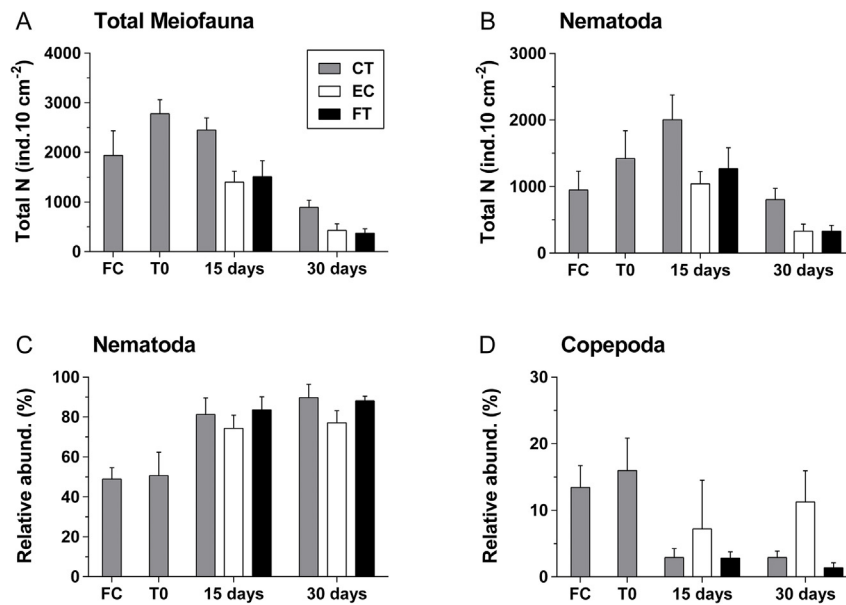 A Total Meiofauna
Total N (ind.10 cm⁻²)
4000
3000
2000
1000
0
FC T0 15 days 30 days
CT
EC
FT
B Nematoda
Total N (ind.10 cm⁻²)
3000
2000
1000
0
FC T0 15 days 30 days
C Nematoda
Relative abund. (%)
100
80
60
40
20
0
FC T0 15 days 30 days
D Copepoda
Relative abund. (%)
30
20
10
0
FC T0 15 days 30 days